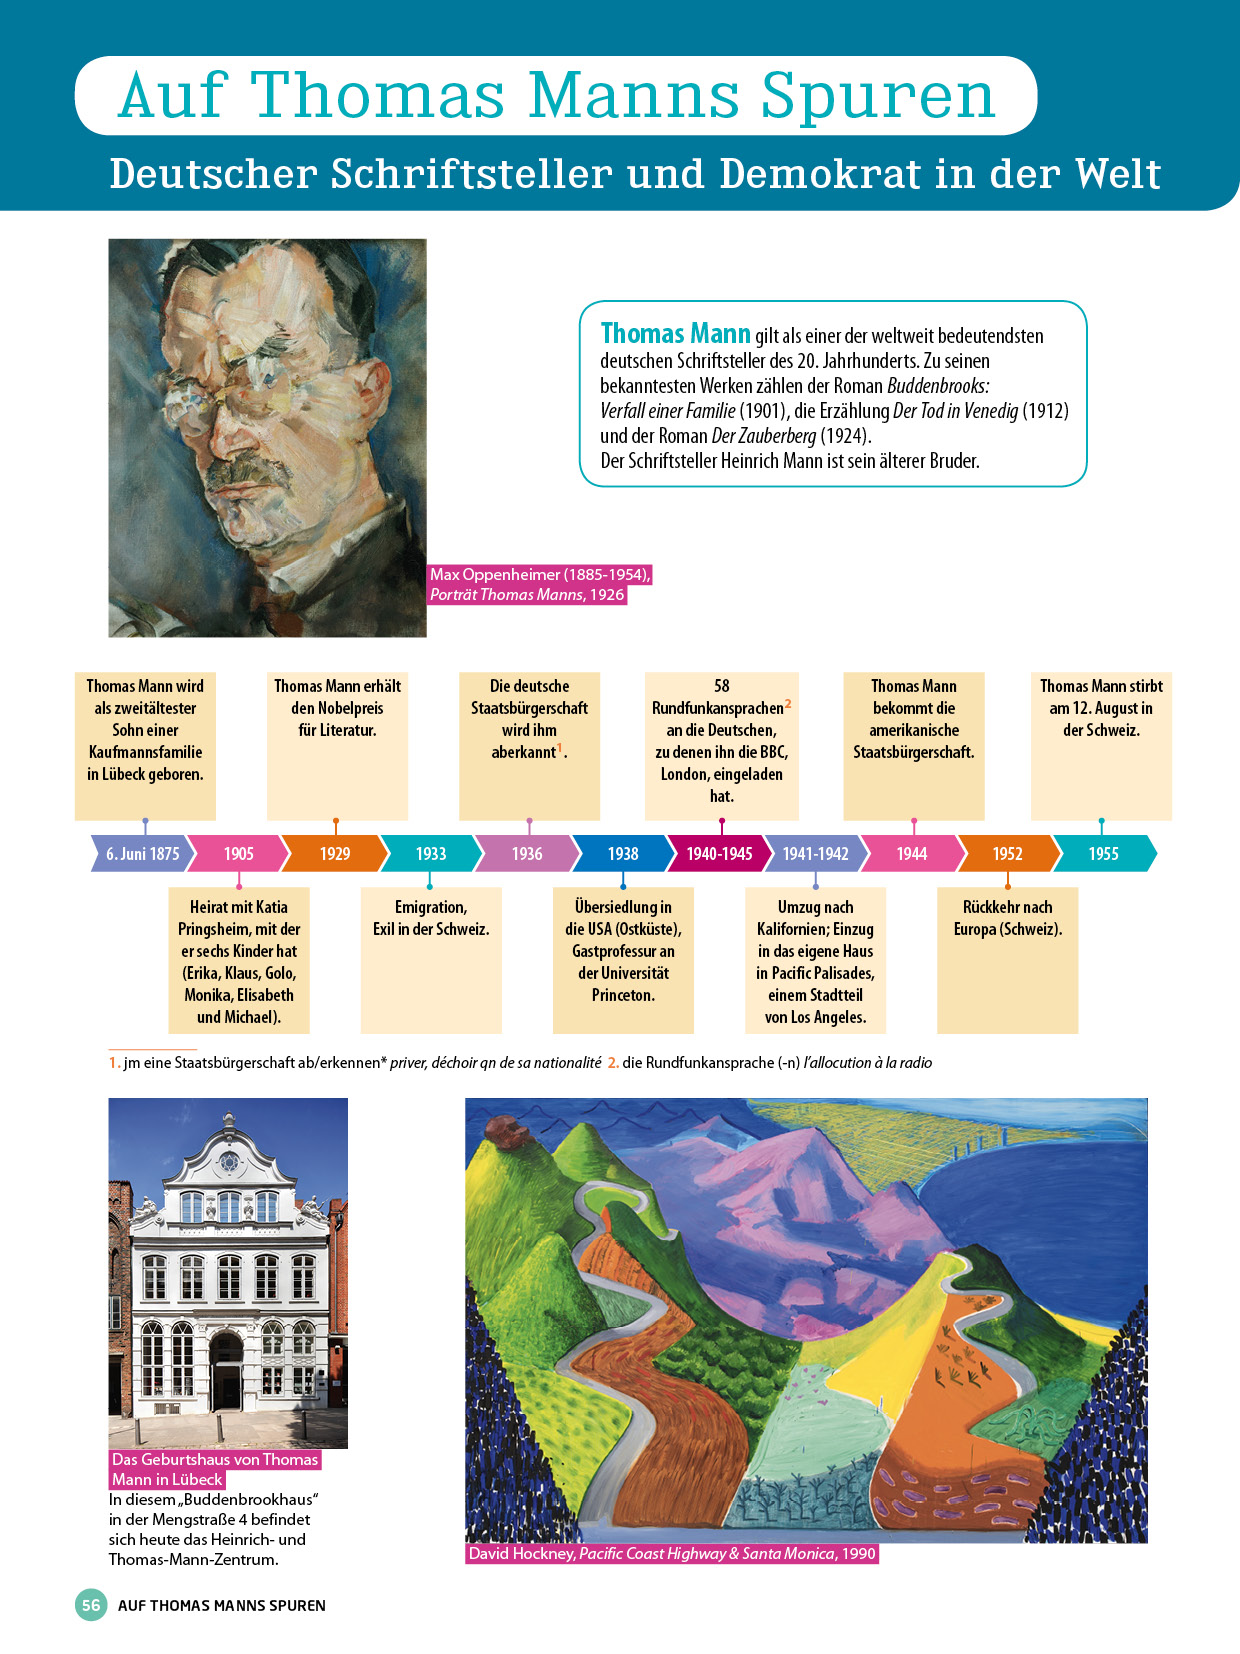 Auf Thomas Manns Spuren
Deutscher Schriftsteller und Demokrat in der Welt
Thomas Mann gilt als einer der weltweit bedeutendsten
deutschen Schriftsteller des 20. Jahrhunderts. Zu seinen
bekanntesten Werken zählen der Roman Buddenbrooks:
Verfall einer Familie (1901), die Erzählung Der Tod in Venedig (1912)
und der Roman Der Zauberberg (1924).
Der Schriftsteller Heinrich Mann ist sein älterer Bruder.
Max Oppenheimer (1885-1954),
Porträt Thomas Manns, 1926
Thomas Mann wird
als zweitältester
Sohn einer
Kaufmannsfamilie
in Lübeck geboren.
Thomas Mann erhält
den Nobelpreis
für Literatur.
Die deutsche
Staatsbürgerschaft
wird ihm
aberkannt1.
58
Rundfunkansprachen2
an die Deutschen,
zu denen ihn die BBC,
London, eingeladen
hat.
Thomas Mann
bekommt die
amerikanische
Staatsbürgerschaft.
Thomas Mann stirbt
am 12. August in
der Schweiz.
6. Juni 1875 1905 1929 1933 1936 1938 1940-1945 1941-1942 1944 1952 1955
Heirat mit Katia
Pringsheim, mit der
er sechs Kinder hat
(Erika, Klaus, Golo,
Monika, Elisabeth
und Michael).
Emigration,
Exil in der Schweiz.
Übersiedlung in
die USA (Ostküste),
Gastprofessur an
der Universität
Princeton.
Umzug nach
Kalifornien; Einzug
in das eigene Haus
in Pacific Palisades,
einem Stadtteil
von Los Angeles.
Rückkehr nach
Europa (Schweiz).
1. jm eine Staatsbürgerschaft ab/erkennen* priver, déchoir qn de sa nationalité 2. die Rundfunkansprache (-n) l'allocution à la radio
Das Geburtshaus von Thomas
Mann in Lübeck
In diesem „Buddenbrookhaus"
in der Mengstraße 4 befindet
sich heute das Heinrich- und
Thomas-Mann-Zentrum.
David Hockney, Pacific Coast Highway & Santa Monica, 1990
56 AUF THOMAS MANNS SPUREN